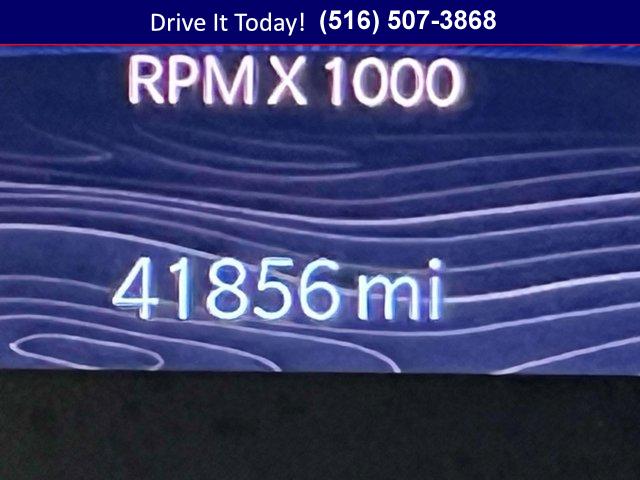 Drive It Today! (516) 507-3868
RPM X 1000
41856 mi